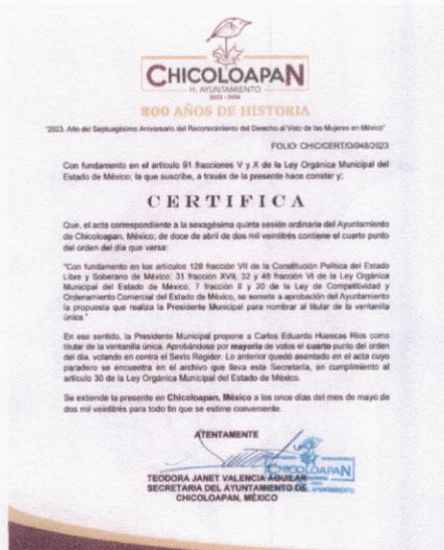 CHICOLOAPAN
H. AYUNTAMIENTO
2022 - 2024
200 AÑOS DE HISTORIA
"2023. Año del Septuagésimo Aniversario del Reconocimiento del Derecho al Voto de las Mujeres en México"
FOLIO: CHIC/CERT/O/048/2023
Con fundamento en el artículo 91 fracciones V y X de la Ley Orgánica Municipal del
Estado de México; la que suscribe, a través de la presente hace constar y;
CERTIFICA
Que, el acta correspondiente a la sexagésima quinta sesión ordinaria del Ayuntamiento
de Chicoloapan, México, de doce de abril de dos mil veintitrés contiene el cuarto punto
del orden del día que versa:
"Con fundamento en los artículos 128 fracción VII de la Constitución Política del Estado
Libre y Soberano de México; 31 fracción XVII, 32 y 48 fracción VI de la Ley Orgánica
Municipal del Estado de México; 7 fracción II y 20 de la Ley de Competitividad y
Ordenamiento Comercial del Estado de México, se somete a aprobación del Ayuntamiento
la propuesta que realiza la Presidente Municipal para nombrar al titular de la ventanilla
única."
En ese sentido, la Presidente Municipal propone a Carlos Eduardo Huescas Ríos como
titular de la ventanilla única. Aprobándose por mayoría de votos el cuarto punto del orden
del día, votando en contra el Sexto Regidor. Lo anterior quedó asentado en el acta cuyo
paradero se encuentra en el archivo que lleva esta Secretaría, en cumplimiento al
artículo 30 de la Ley Orgánica Municipal del Estado de México.
Se extiende la presente en Chicoloapan, México a los once días del mes de mayo de
dos mil veintitrés para todo fin que se estime conveniente.
ATENTAMENTE
CHICOLOAPAN
TEODORA JANET VALENCIA AGUILAR
SECRETARIA DEL AYUNTAMIENTO DE
CHICOLOAPAN, MÉXICO